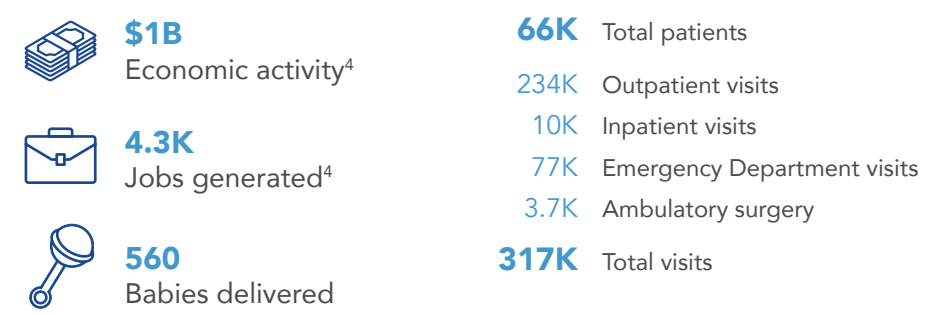 $1B
Economic activity⁴
4.3K
Jobs generated⁴
560
Babies delivered
66K Total patients
234K Outpatient visits
10K Inpatient visits
77K Emergency Department visits
3.7K Ambulatory surgery
317K Total visits